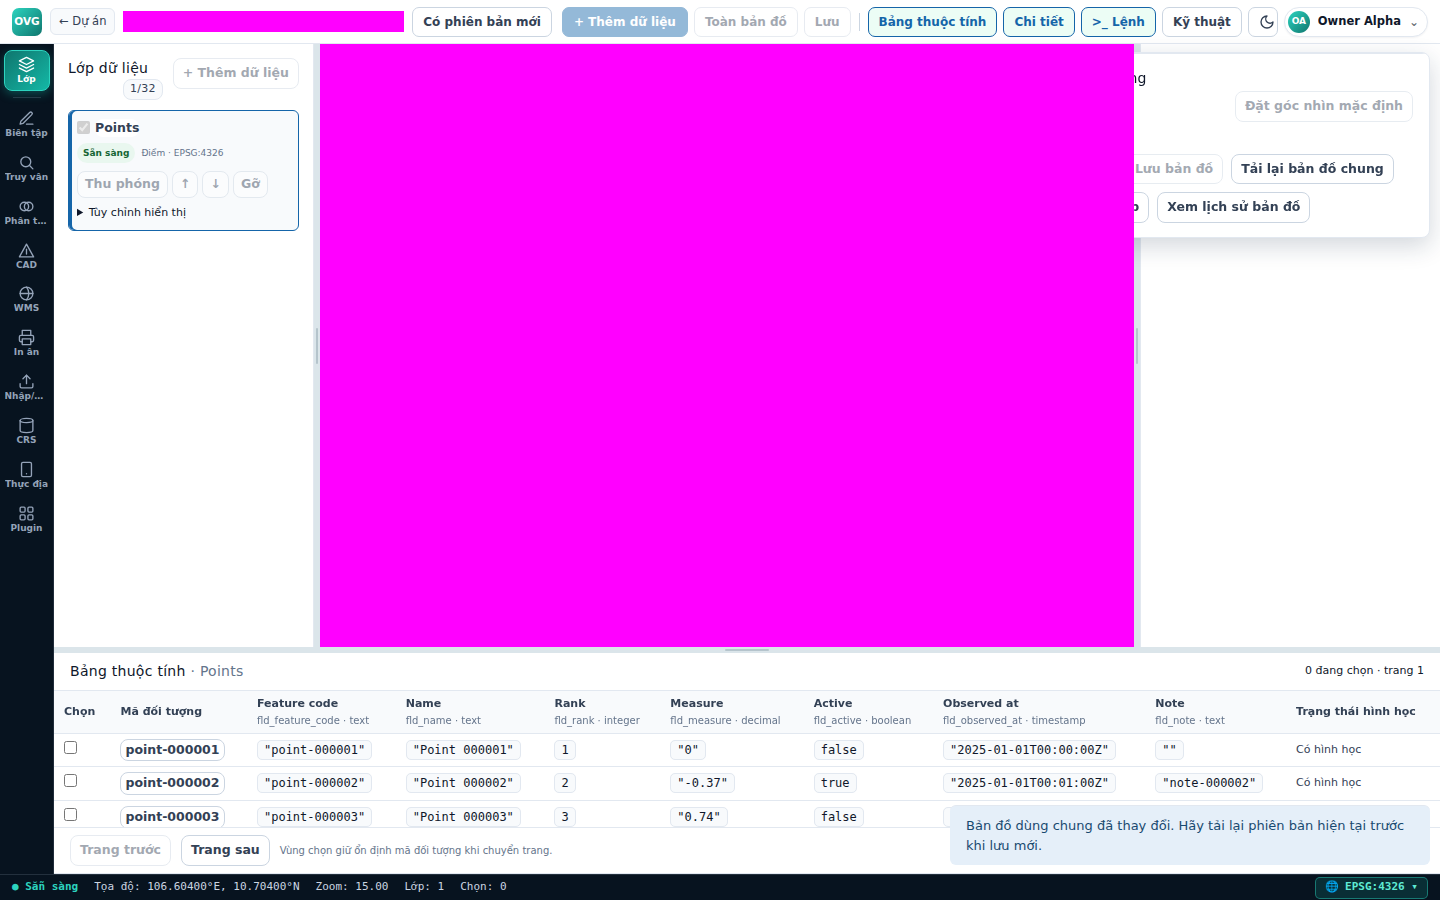 OVG
← Dự án
Có phiên bản mới
+ Thêm dữ liệu
Toàn bản đồ
Lưu
Bảng thuộc tính
Chi tiết
>_ Lệnh
Kỹ thuật
OA
Owner Alpha
Lớp
Biên tập
Truy vấn
Phân t...
CAD
WMS
In ấn
Nhập/...
CRS
Thực địa
Plugin
Lớp dữ liệu
1/32
+ Thêm dữ liệu
Points
Sẵn sàng
Điểm · EPSG:4326
Thu phóng
↑
↓
Gỡ
Tùy chỉnh hiển thị
ng
Đặt góc nhìn mặc định
Lưu bản đồ
Tải lại bản đồ chung
Xem lịch sử bản đồ
Bảng thuộc tính · Points
0 đang chọn · trang 1
Chọn
Mã đối tượng
Feature code
fld_feature_code · text
Name
fld_name · text
Rank
fld_rank · integer
Measure
fld_measure · decimal
Active
fld_active · boolean
Observed at
fld_observed_at · timestamp
Note
fld_note · text
Trạng thái hình học
point-000001 "point-000001" "Point 000001" 1 "0" false "2025-01-01T00:00:00Z" "" Có hình học
point-000002 "point-000002" "Point 000002" 2 "-0.37" true "2025-01-01T00:01:00Z" "note-000002" Có hình học
point-000003 "point-000003" "Point 000003" 3 "0.74" false
Trang trước
Trang sau
Vùng chọn giữ ổn định mã đối tượng khi chuyển trang.
Bản đồ dùng chung đã thay đổi. Hãy tải lại phiên bản hiện tại trước
khi lưu mới.
● Sẵn sàng
Tọa độ: 106.60400°E, 10.70400°N
Zoom: 15.00
Lớp: 1
Chọn: 0
EPSG:4326 ▾